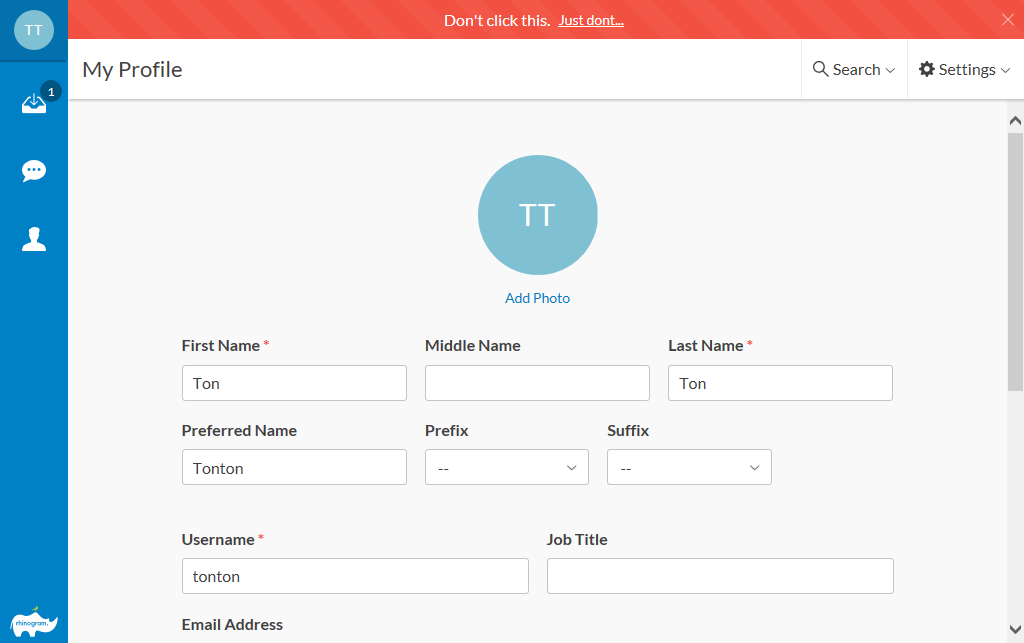 TT
Don't click this. Just dont...
My Profile
Search
Settings
1
TT
Add Photo
First Name *
Middle Name
Last Name *
Ton
Ton
Preferred Name
Prefix
Suffix
Tonton
--
--
Username *
Job Title
tonton
Email Address
rhinogram.